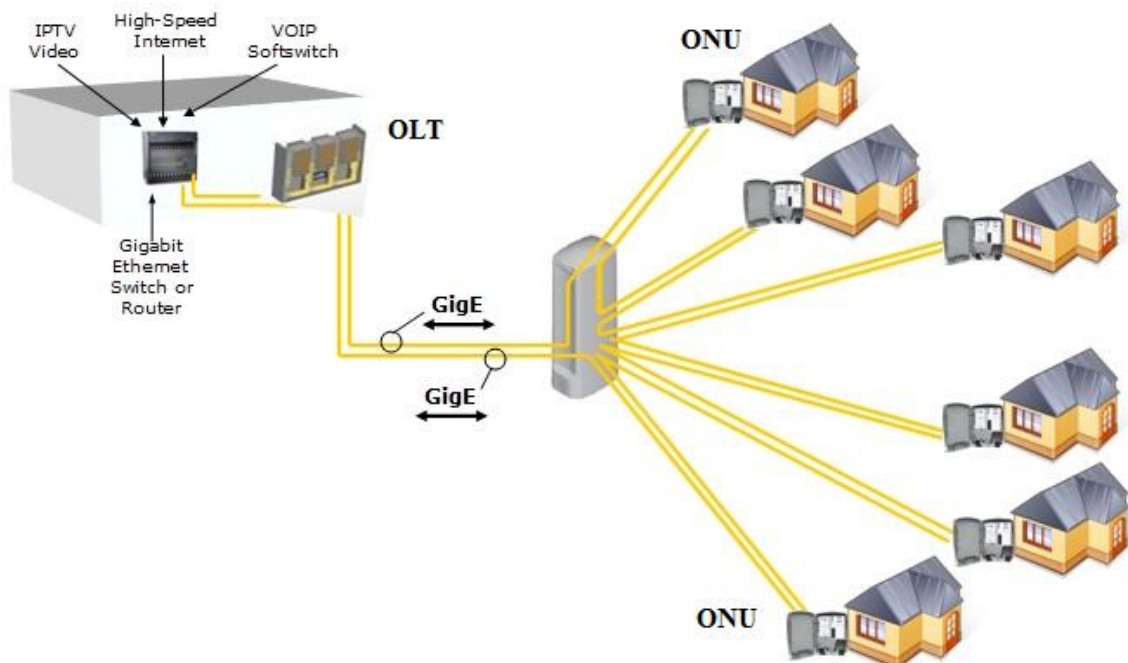 IPTV
Video
High-Speed
Internet
VOIP
Softswitch
ONU
OLT
Gigabit
Ethernet
Switch or
Router
GigE
GigE
ONU